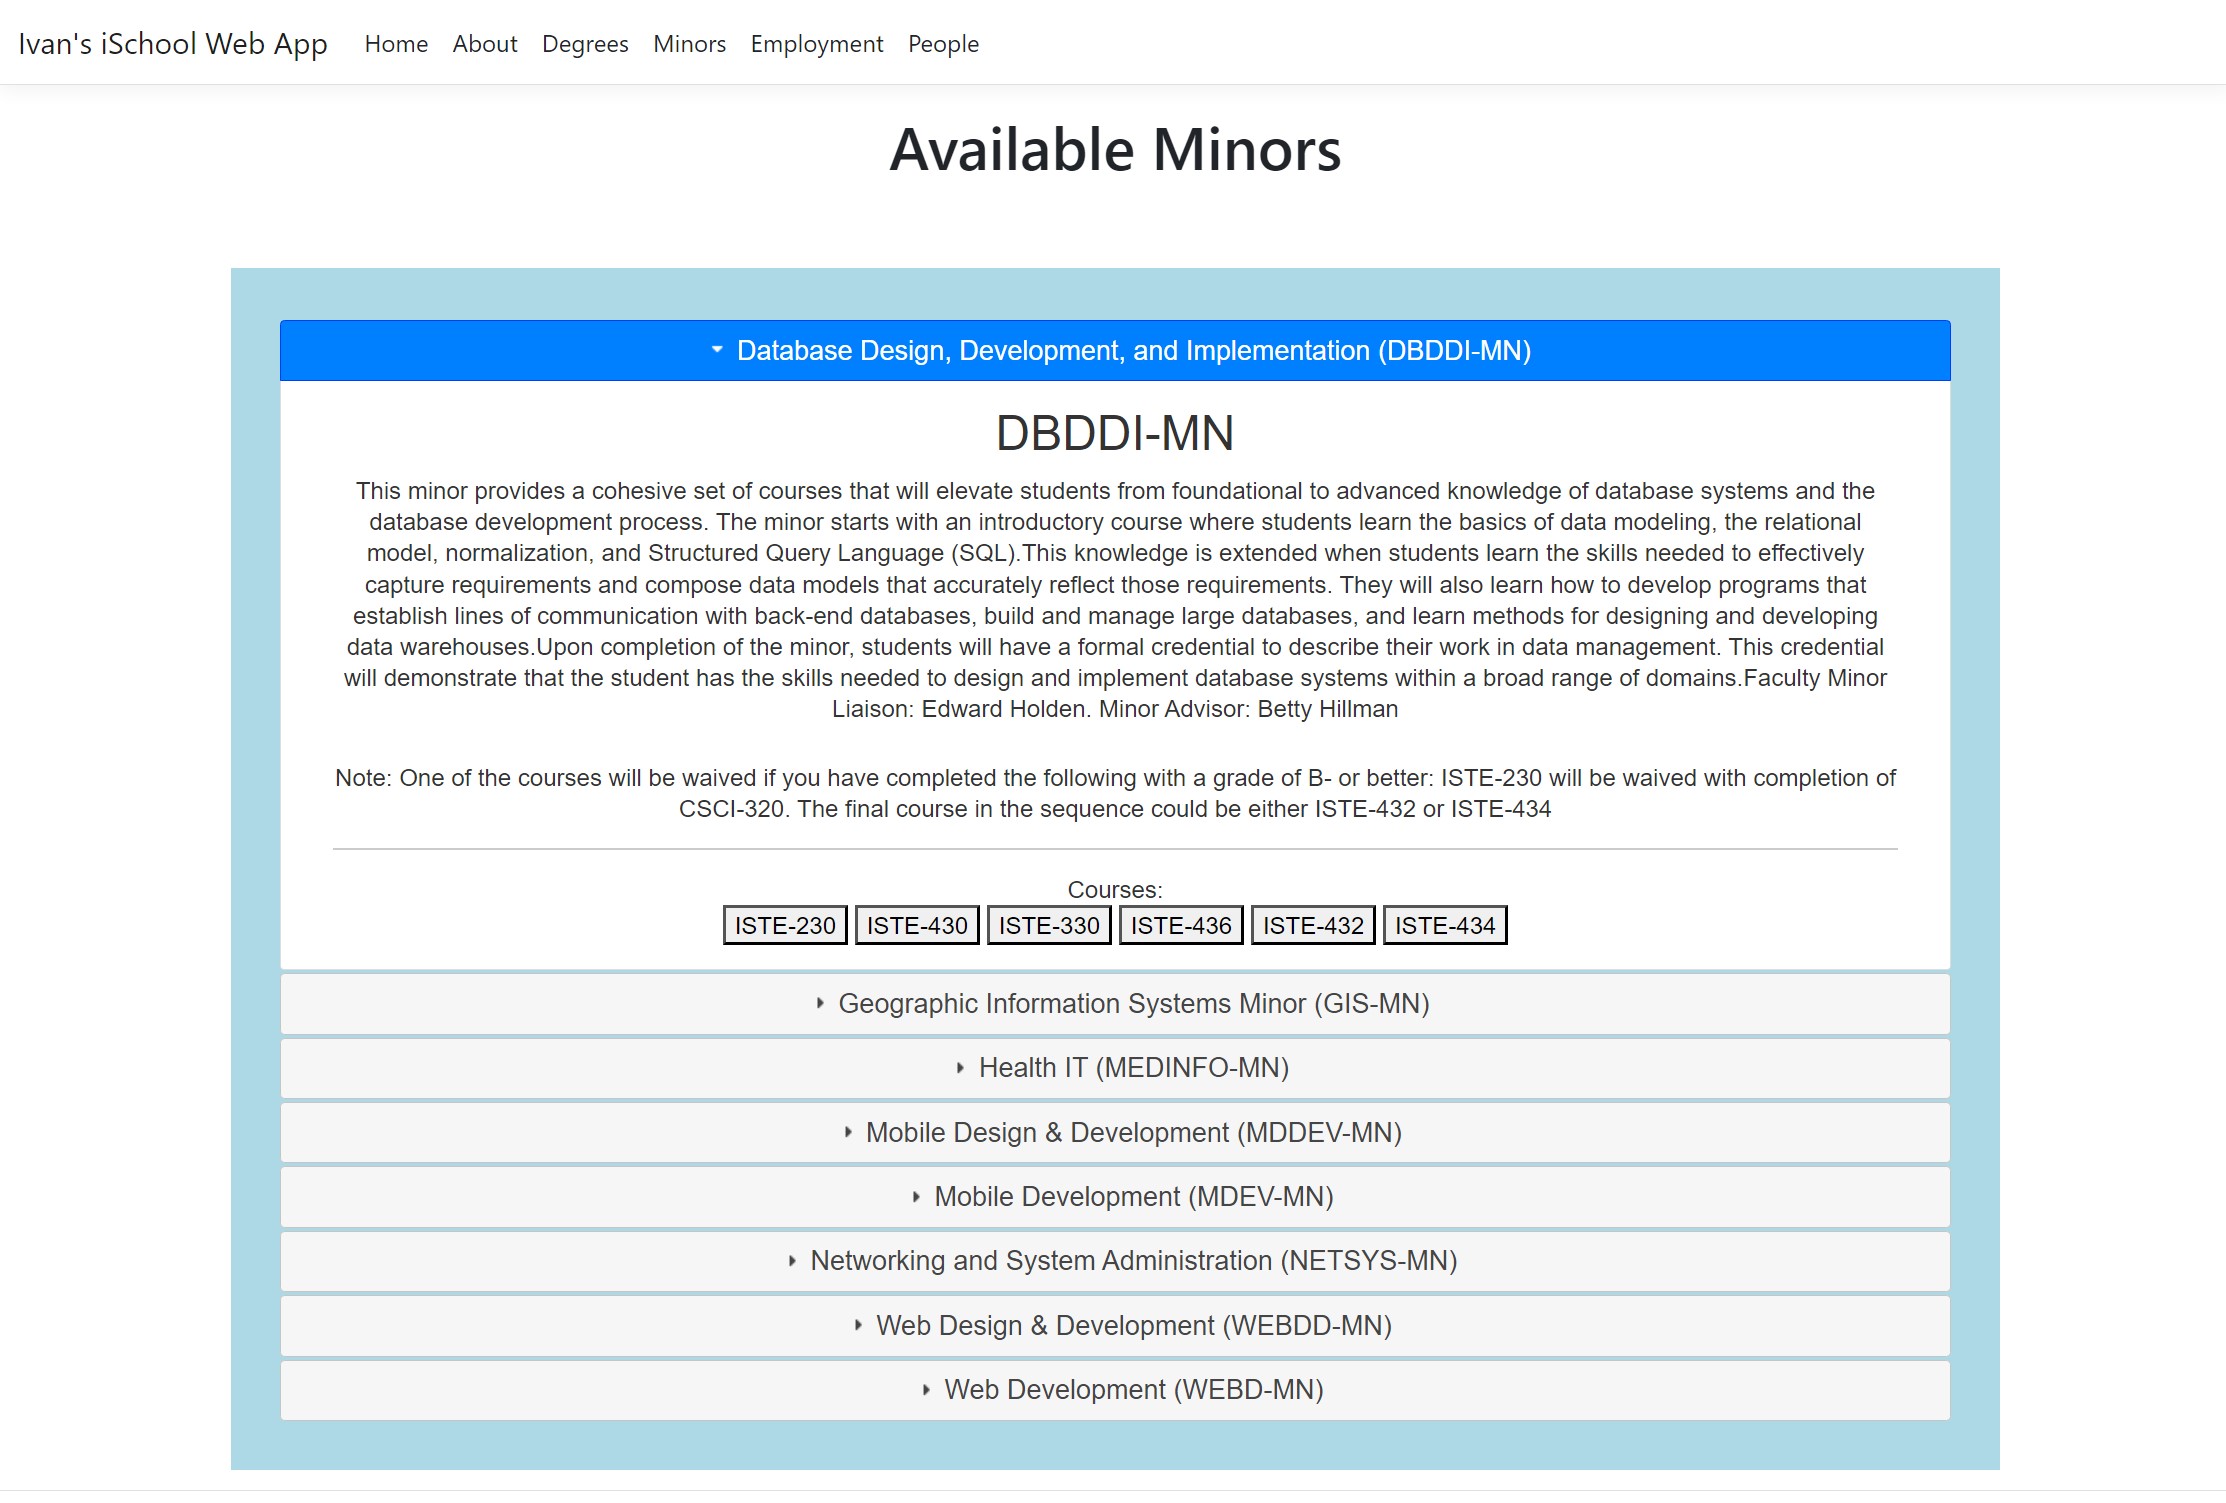 Ivan's iSchool Web App Home About Degrees Minors Employment People
Available Minors
Database Design, Development, and Implementation (DBDDI-MN)
DBDDI-MN
This minor provides a cohesive set of courses that will elevate students from foundational to advanced knowledge of database systems and the
database development process. The minor starts with an introductory course where students learn the basics of data modeling, the relational
model, normalization, and Structured Query Language (SQL).This knowledge is extended when students learn the skills needed to effectively
capture requirements and compose data models that accurately reflect those requirements. They will also learn how to develop programs that
establish lines of communication with back-end databases, build and manage large databases, and learn methods for designing and developing
data warehouses.Upon completion of the minor, students will have a formal credential to describe their work in data management. This credential
will demonstrate that the student has the skills needed to design and implement database systems within a broad range of domains.Faculty Minor
Liaison: Edward Holden. Minor Advisor: Betty Hillman
Note: One of the courses will be waived if you have completed the following with a grade of B- or better: ISTE-230 will be waived with completion of
CSCI-320. The final course in the sequence could be either ISTE-432 or ISTE-434
Courses:
ISTE-230 ISTE-430 ISTE-330 ISTE-436 ISTE-432 ISTE-434
Geographic Information Systems Minor (GIS-MN)
Health IT (MEDINFO-MN)
Mobile Design & Development (MDDEV-MN)
Mobile Development (MDEV-MN)
Networking and System Administration (NETSYS-MN)
Web Design & Development (WEBDD-MN)
Web Development (WEBD-MN)